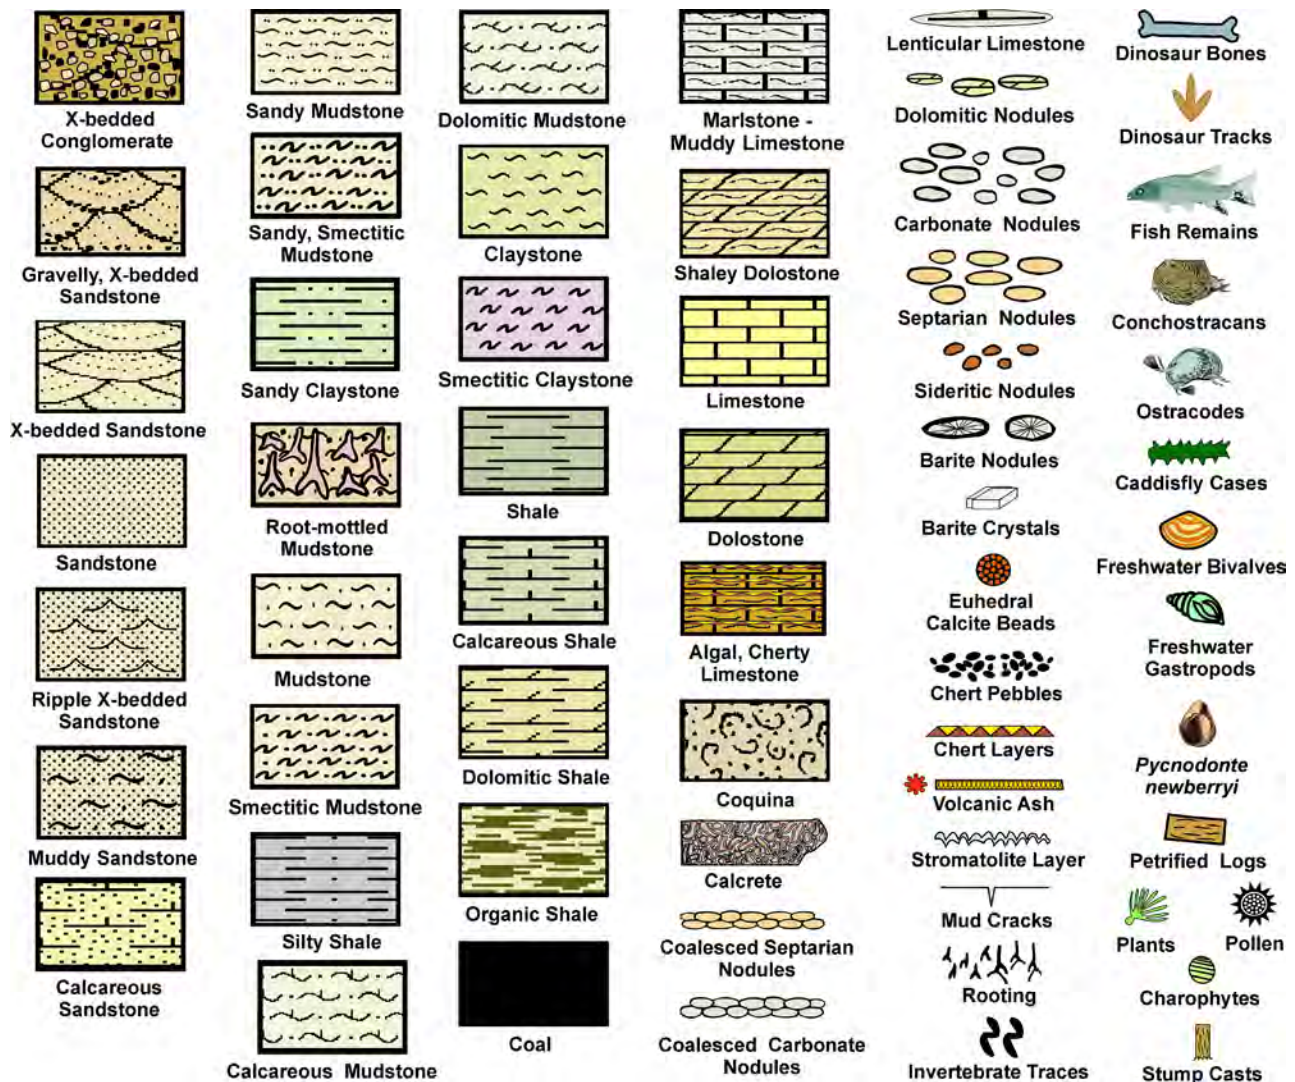 X-bedded
Conglomerate
Gravelly, X-bedded
Sandstone
X-bedded Sandstone
Sandstone
Ripple X-bedded
Sandstone
Muddy Sandstone
Calcareous
Sandstone
Sandy Mudstone
Sandy, Smectitic
Mudstone
Sandy Claystone
Root-mottled
Mudstone
Mudstone
Smectitic Mudstone
Silty Shale
Calcareous Mudstone
Dolomitic Mudstone
Claystone
Smectitic Claystone
Shale
Calcareous Shale
Dolomitic Shale
Organic Shale
Coal
Marlstone -
Muddy Limestone
Shaley Dolostone
Limestone
Dolostone
Algal, Cherty
Limestone
Coquina
Calcrete
Coalesced Septarian
Nodules
Coalesced Carbonate
Nodules
Lenticular Limestone
Dolomitic Nodules
Carbonate Nodules
Septarian Nodules
Sideritic Nodules
Barite Nodules
Barite Crystals
Euhedral
Calcite Beads
Chert Pebbles
Chert Layers
Volcanic Ash
Stromatolite Layer
Mud Cracks
Rooting
Invertebrate Traces
Dinosaur Bones
Dinosaur Tracks
Fish Remains
Conchostracans
Ostracodes
Caddisfly Cases
Freshwater Bivalves
Freshwater
Gastropods
Pycnodonte
newberryi
Petrified Logs
Plants Pollen
Charophytes
Stump Casts